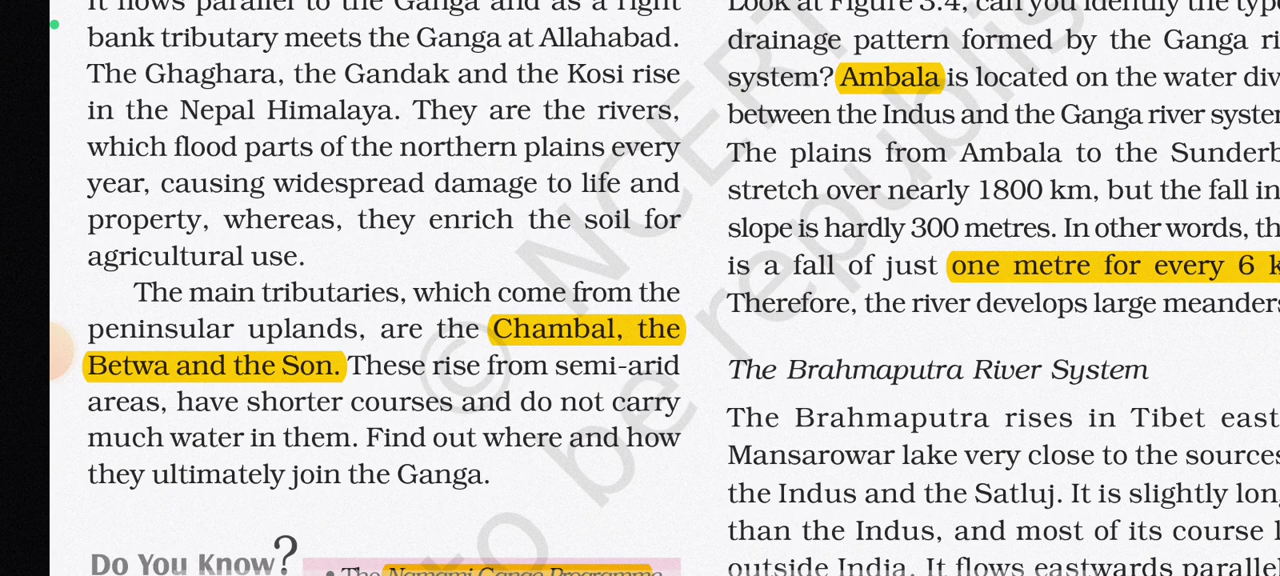 It flows parallel to the Ganga and as a right
bank tributary meets the Ganga at Allahabad.
The Ghaghara, the Gandak and the Kosi rise
in the Nepal Himalaya. They are the rivers,
which flood parts of the northern plains every
year, causing widespread damage to life and
property, whereas, they enrich the soil for
agricultural use.
The main tributaries, which come from the
peninsular uplands, are the Chambal, the
Betwa and the Son. These rise from semi-arid
areas, have shorter courses and do not carry
much water in them. Find out where and how
they ultimately join the Ganga.
Do You Know?
• The Namami Gange Programme
Look at Figure 3.4, can you identify the type
drainage pattern formed by the Ganga ri
system? Ambala is located on the water div
between the Indus and the Ganga river system
The plains from Ambala to the Sunderb
stretch over nearly 1800 km, but the fall in
slope is hardly 300 metres. In other words, th
is a fall of just one metre for every 6 k
Therefore, the river develops large meanders
The Brahmaputra River System
The Brahmaputra rises in Tibet east
Mansarowar lake very close to the sources
the Indus and the Satluj. It is slightly long
than the Indus, and most of its course l
outside India. It flows eastwards parallel
© NCERT
to be republis